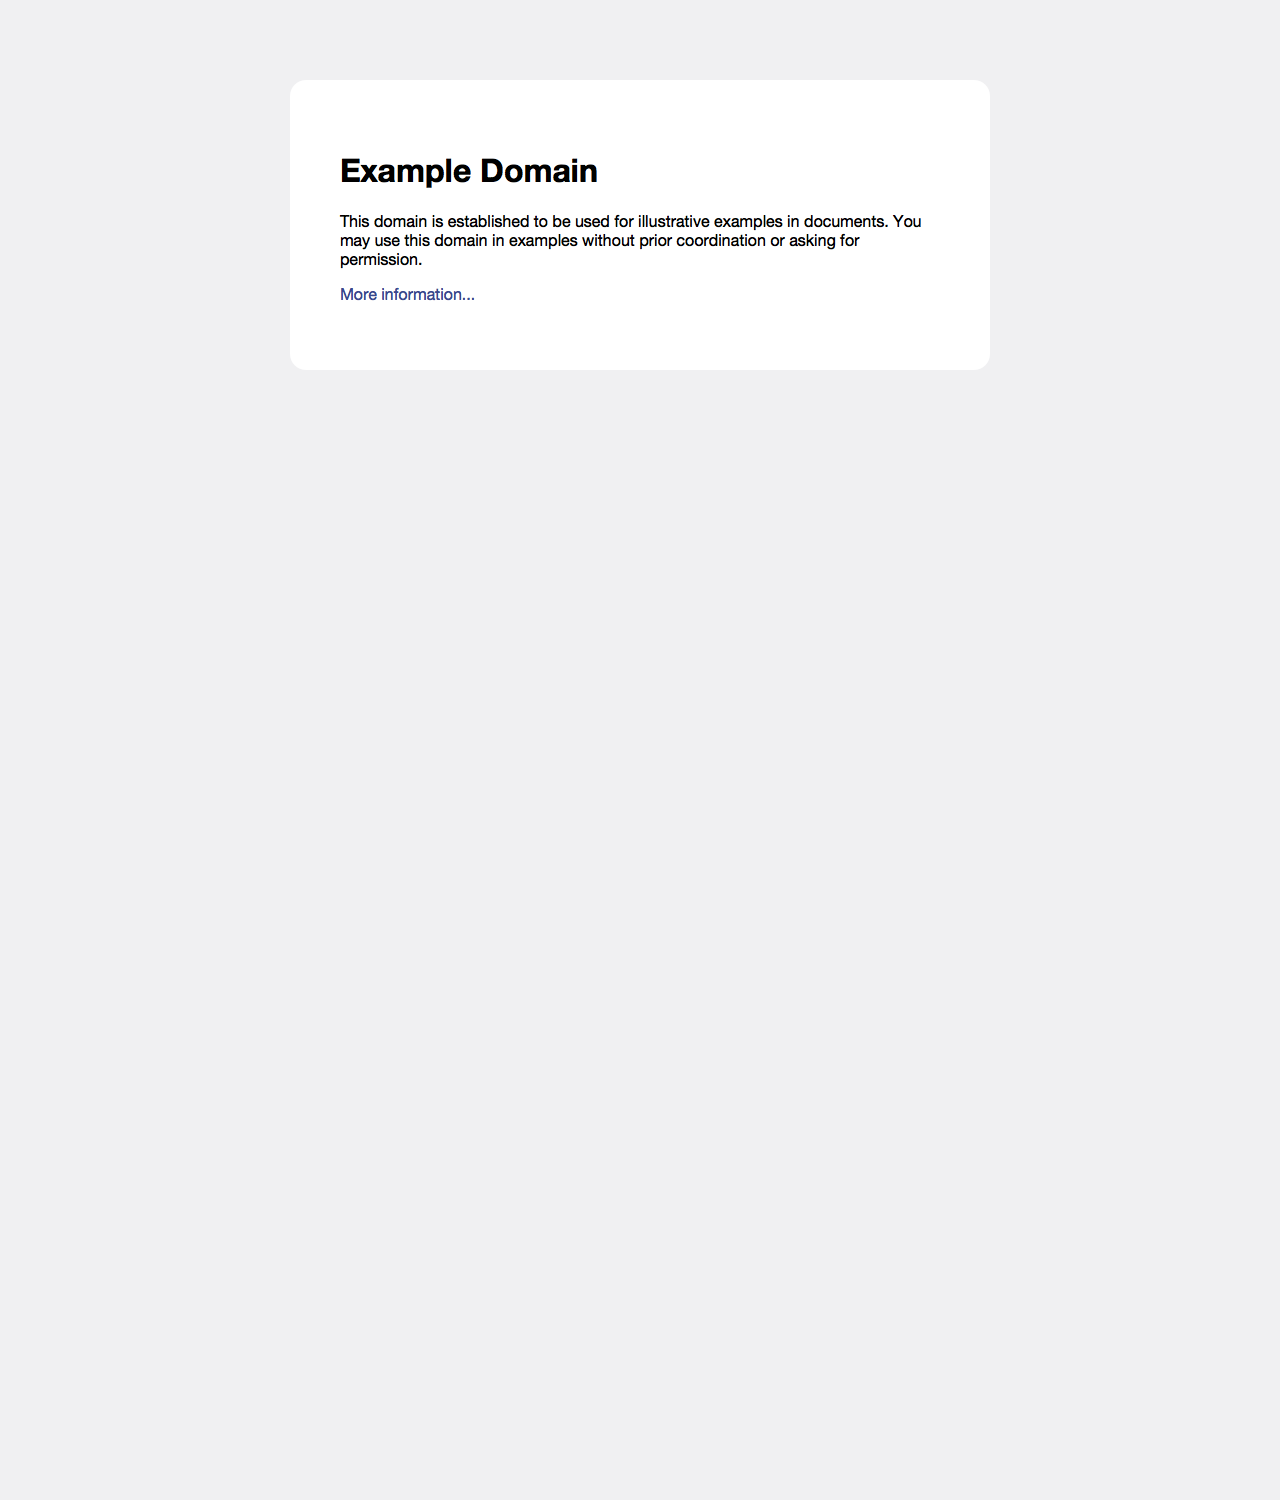 Example Domain
This domain is established to be used for illustrative examples in documents. You
may use this domain in examples without prior coordination or asking for
permission.
More information...